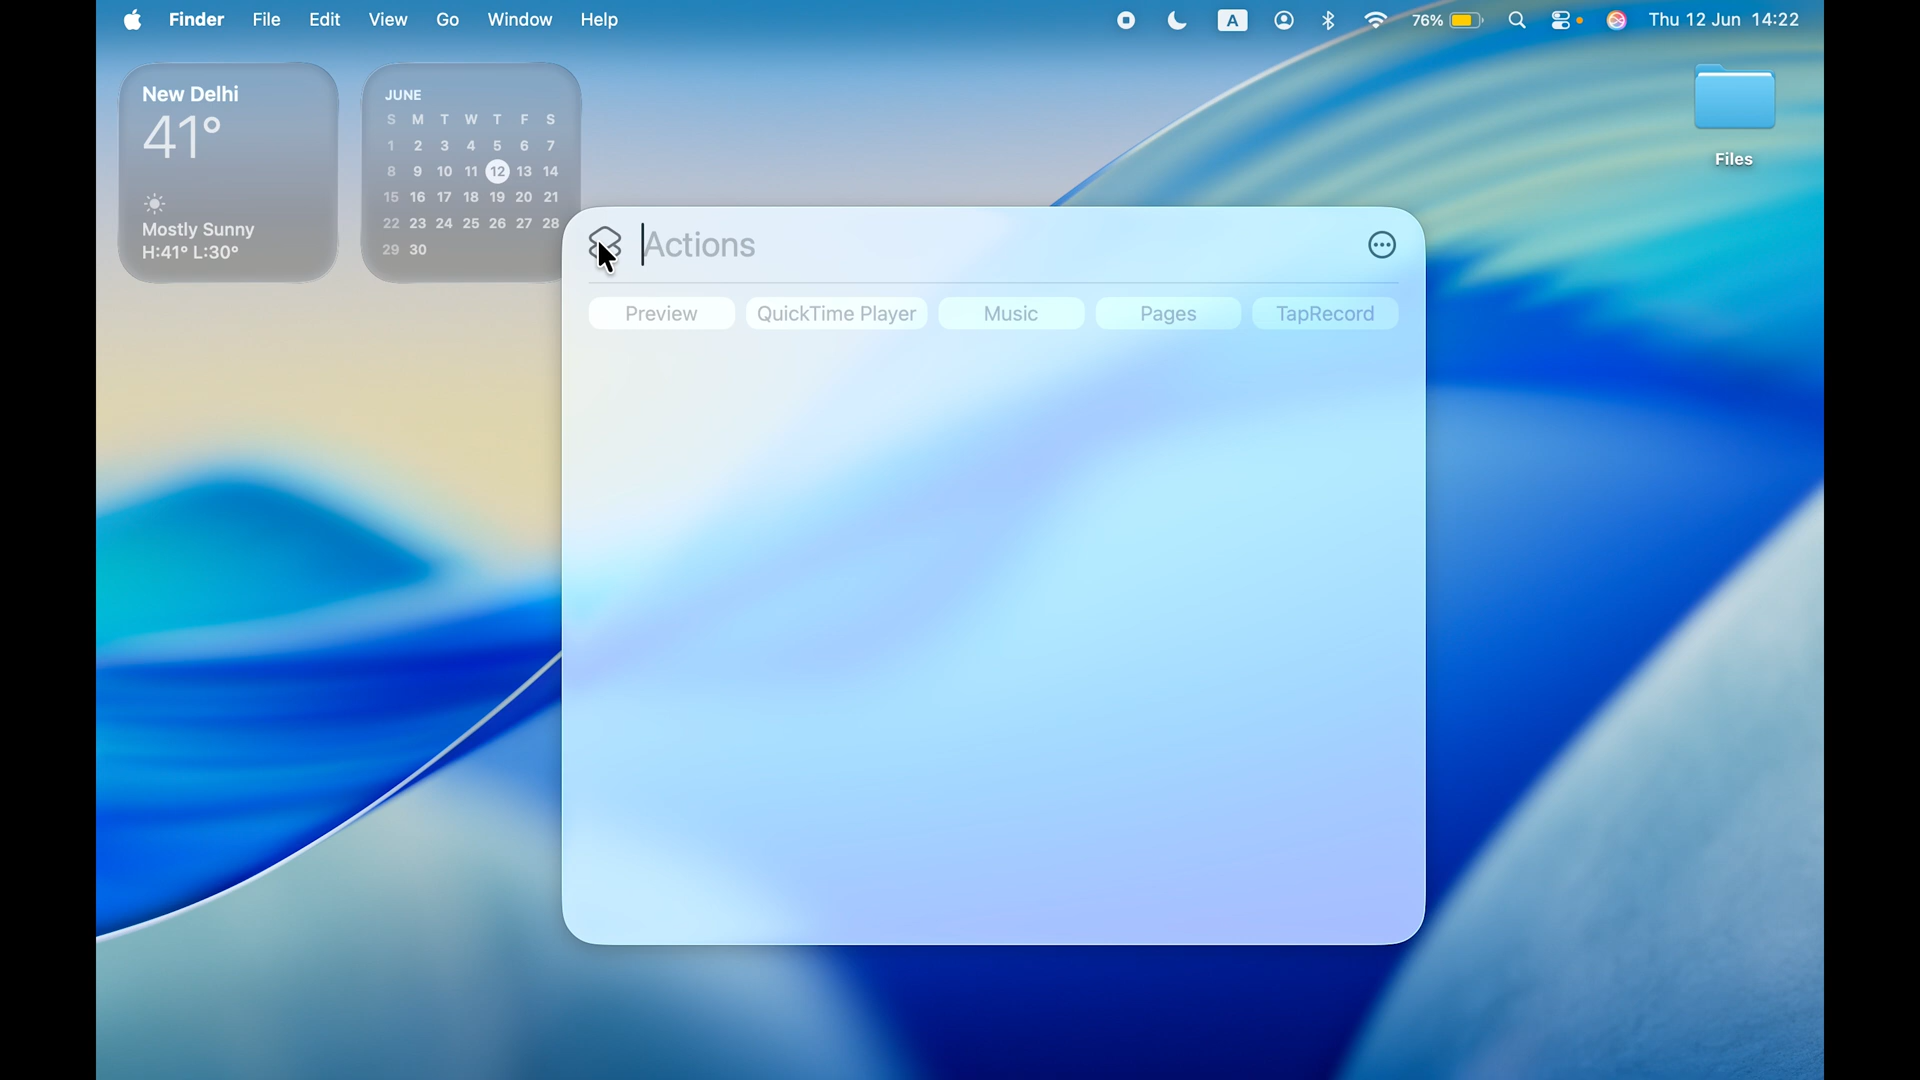 Finder File Edit View Go Window Help A 76% Thu 12 Jun 14:22
New Delhi
41°
Mostly Sunny
H:41° L:30°
JUNE
S M T W T F S
1 2 3 4 5 6 7
8 9 10 11 12 13 14
15 16 17 18 19 20 21
22 23 24 25 26 27 28
29 30
Files
Actions
Preview QuickTime Player Music Pages TapRecord